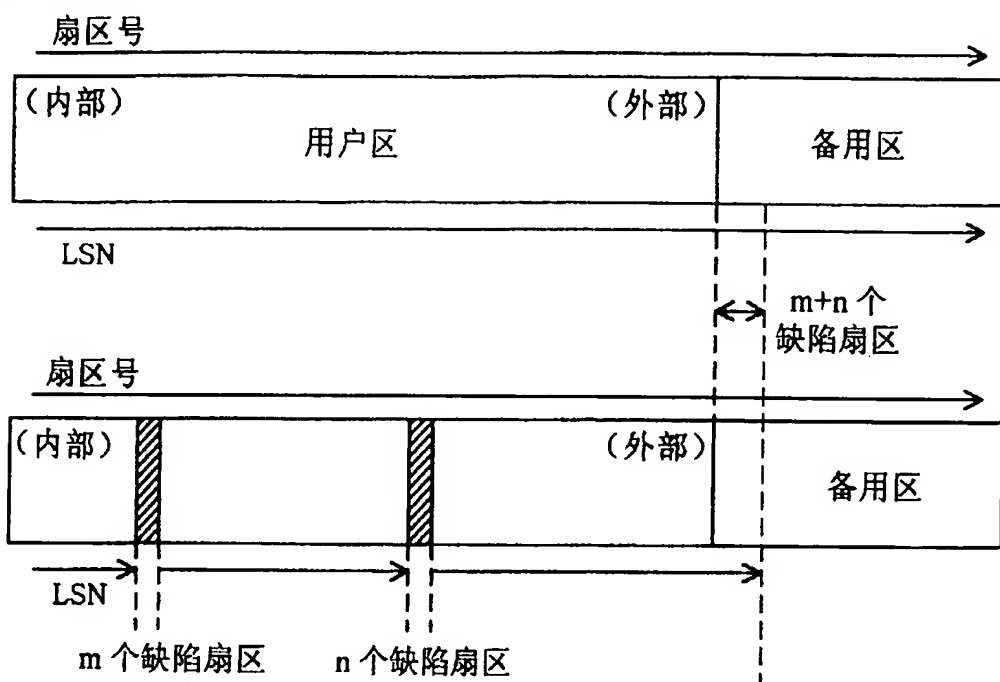 扇区号
（内部）
（外部）
用户区
备用区
LSN
m+n 个
缺陷扇区
扇区号
（内部）
（外部）
备用区
LSN
m 个缺陷扇区
n 个缺陷扇区